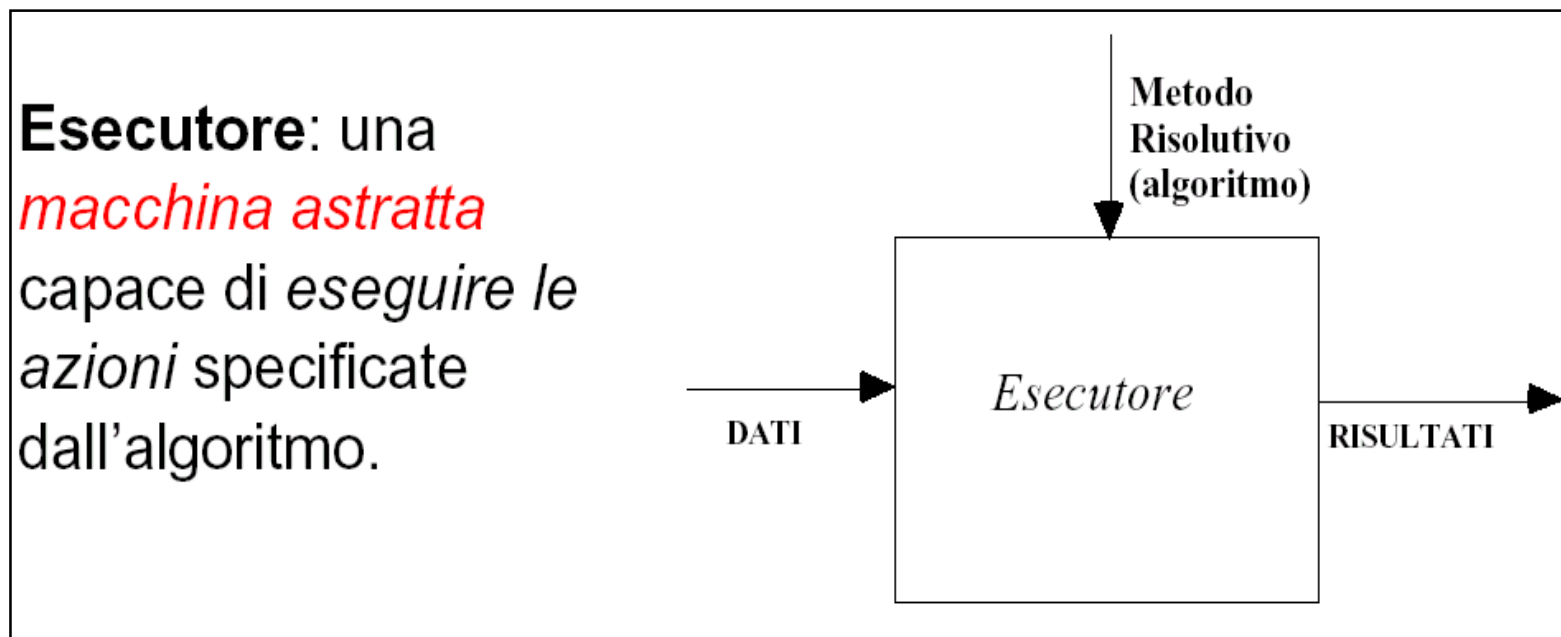 Esecutore: una
macchina astratta
capace di eseguire le
azioni specificate
dall'algoritmo.
Metodo
Risolutivo
(algoritmo)
Esecutore
DATI
RISULTATI